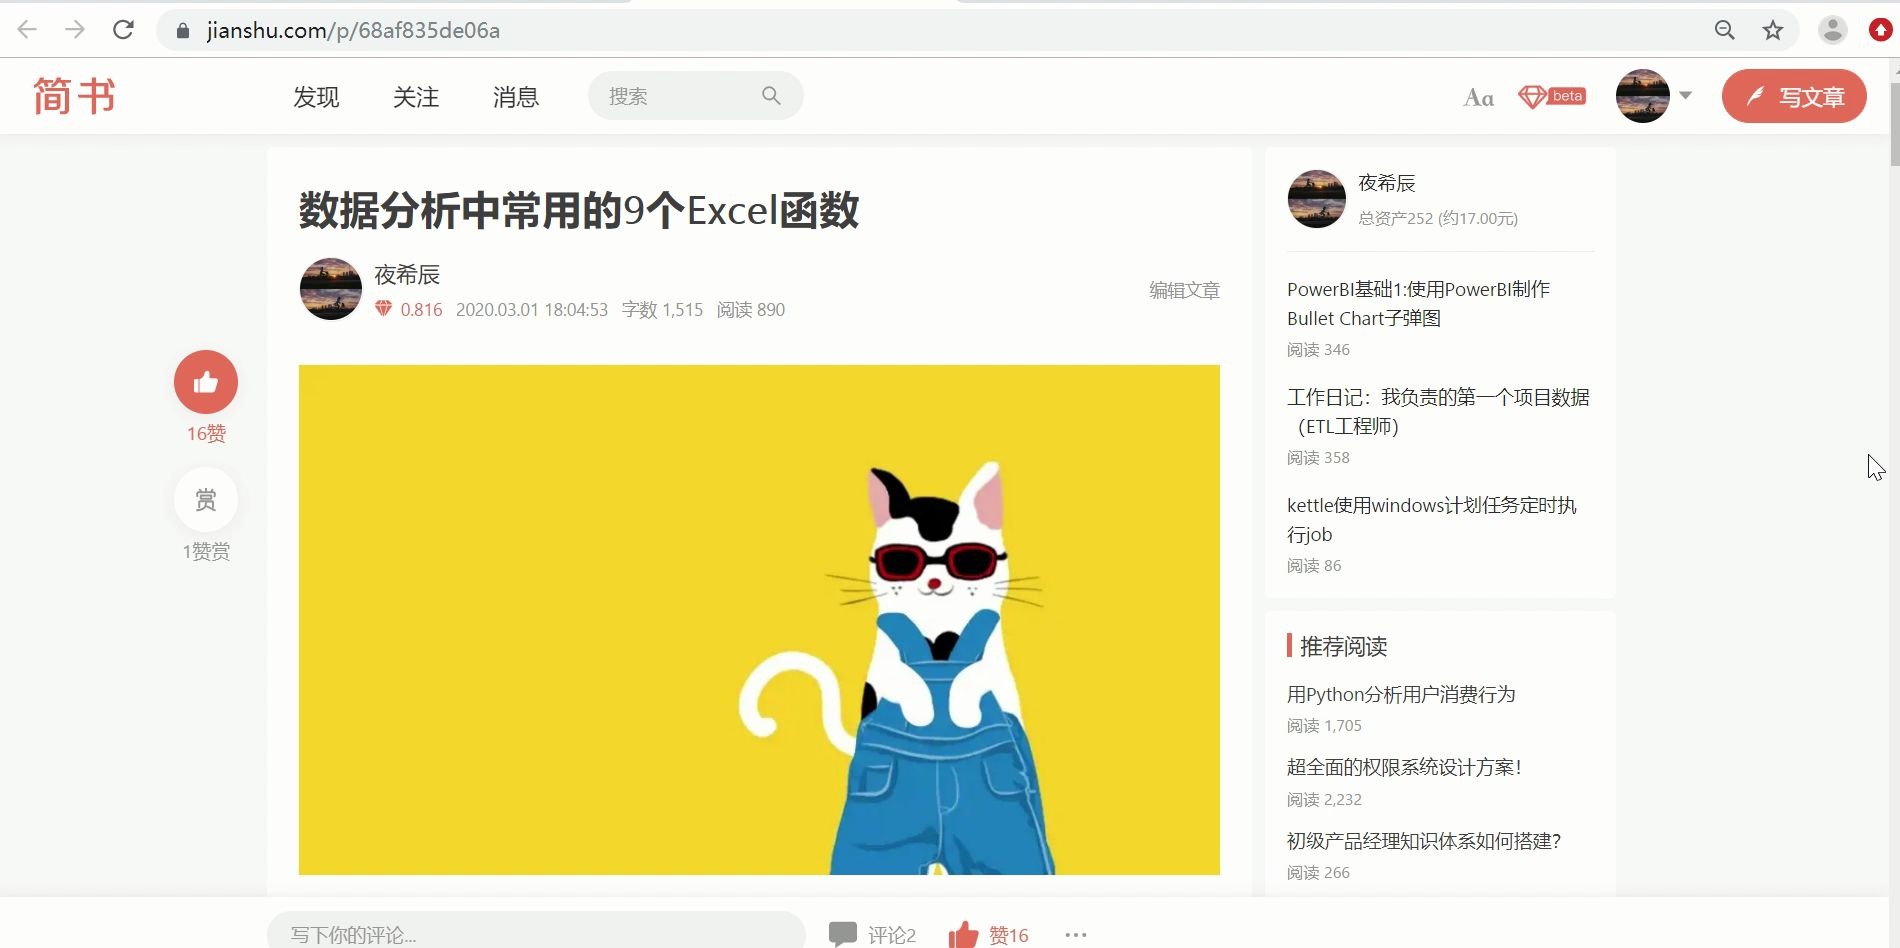 jianshu.com/p/68af835de06a
简书
发现 关注 消息 搜索 Aa beta 写文章
数据分析中常用的9个Excel函数
夜希辰
0.816 2020.03.01 18:04:53 字数 1,515 阅读 890
编辑文章
16赞
赏
1赞赏
夜希辰
总资产252 (约17.00元)
PowerBI基础1:使用PowerBI制作
Bullet Chart子弹图
阅读 346
工作日记：我负责的第一个项目数据
（ETL工程师）
阅读 358
kettle使用windows计划任务定时执
行job
阅读 86
推荐阅读
用Python分析用户消费行为
阅读 1,705
超全面的权限系统设计方案！
阅读 2,232
初级产品经理知识体系如何搭建？
阅读 266
写下你的评论... 评论2 赞16